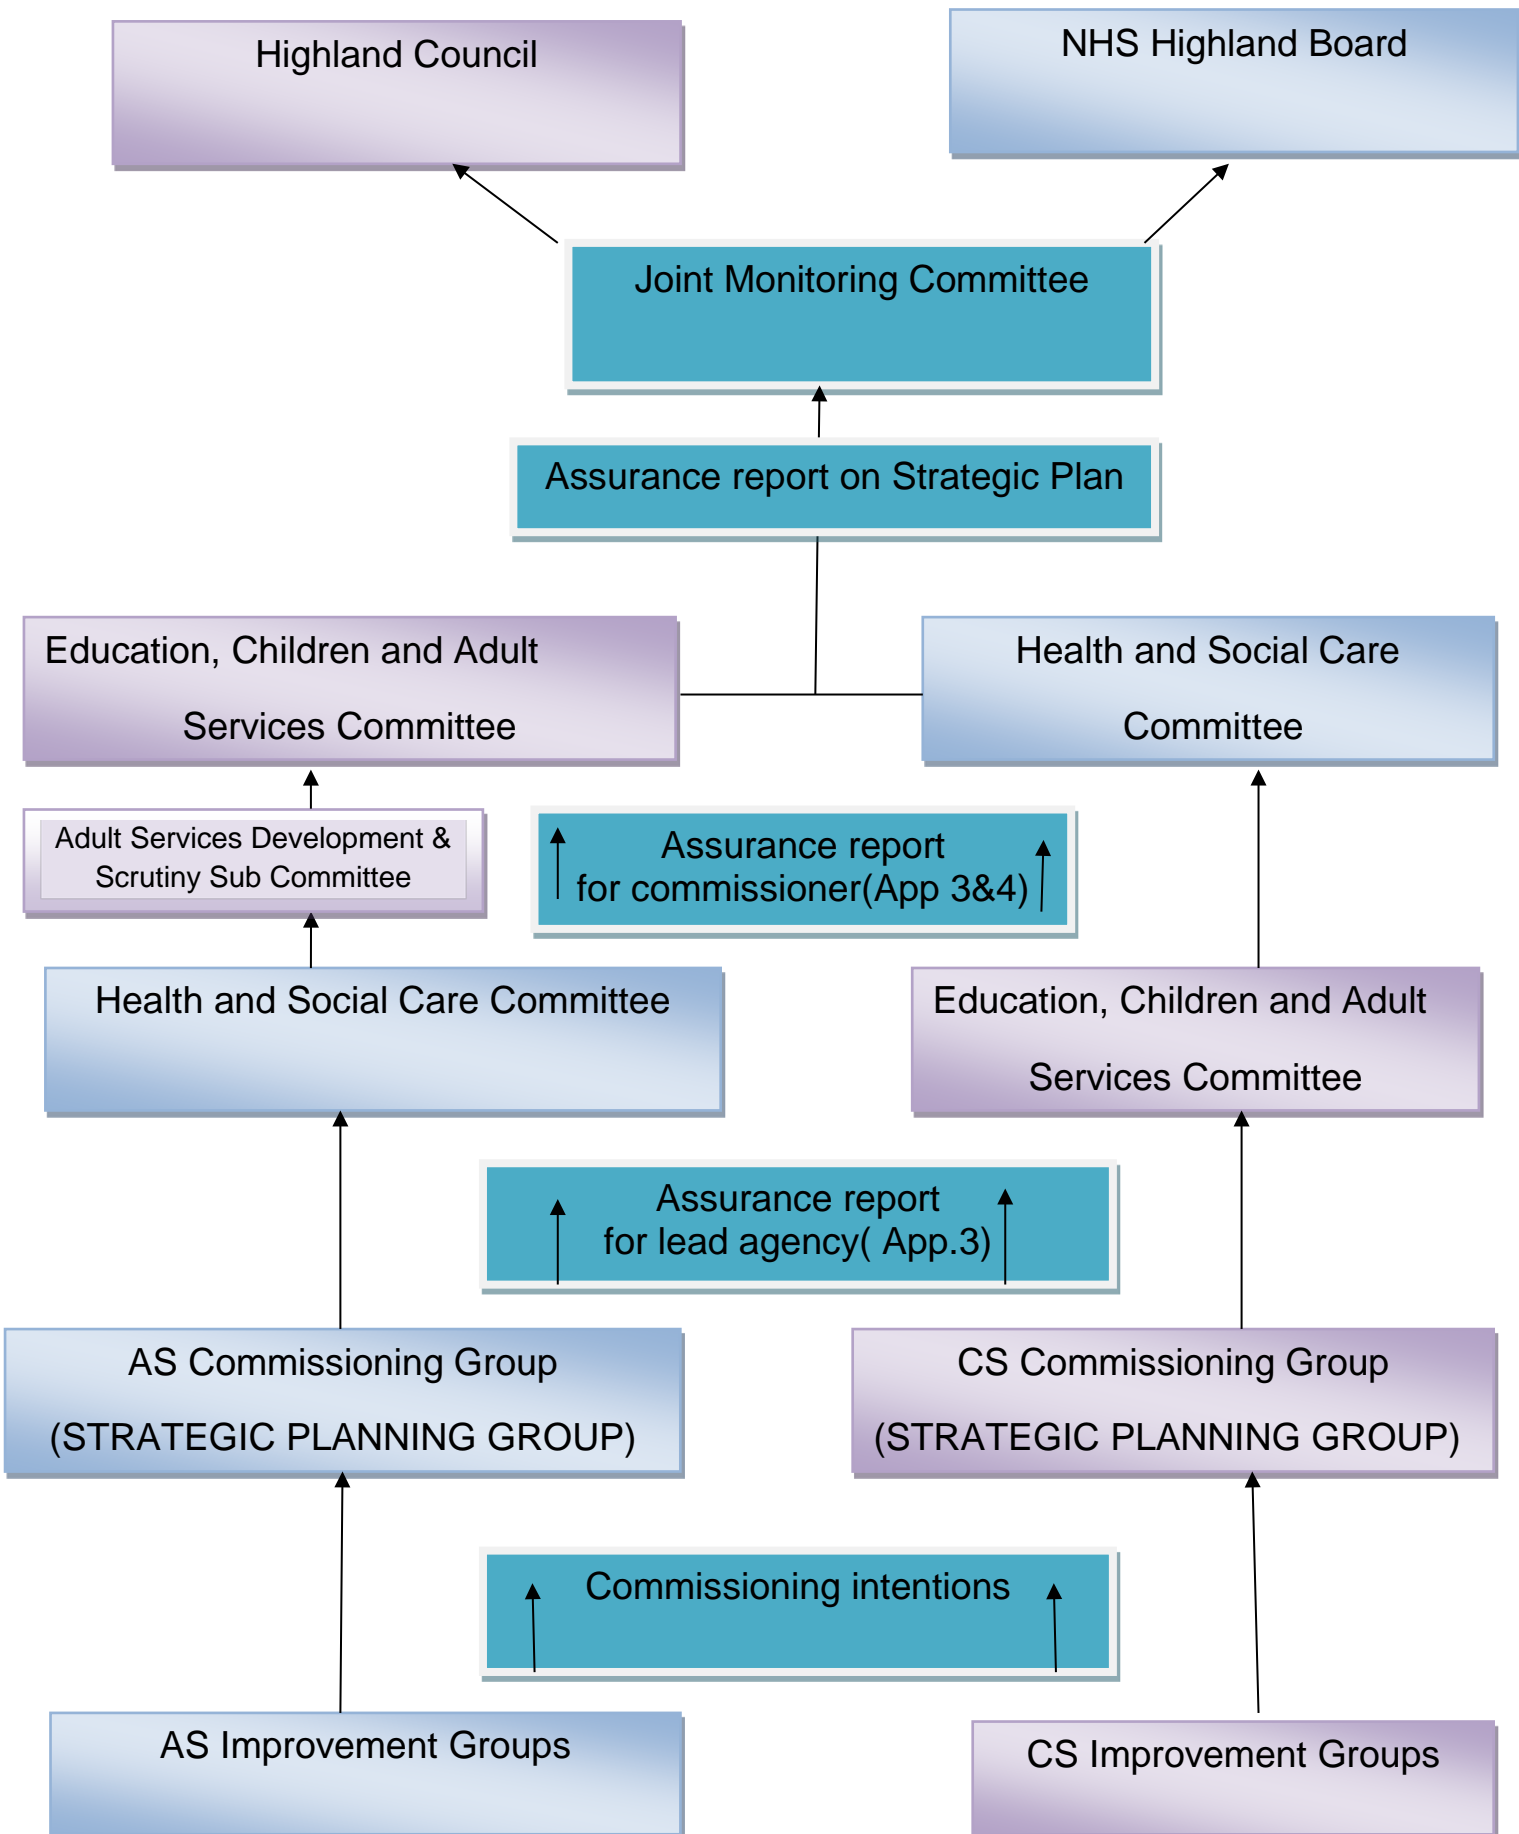 Highland Council
NHS Highland Board
Joint Monitoring Committee
Assurance report on Strategic Plan
Education, Children and Adult
Services Committee
Health and Social Care
Committee
Adult Services Development &
Scrutiny Sub Committee
Assurance report
for commissioner(App 3&4)
Health and Social Care Committee
Education, Children and Adult
Services Committee
Assurance report
for lead agency( App.3)
AS Commissioning Group
(STRATEGIC PLANNING GROUP)
CS Commissioning Group
(STRATEGIC PLANNING GROUP)
Commissioning intentions
AS Improvement Groups
CS Improvement Groups